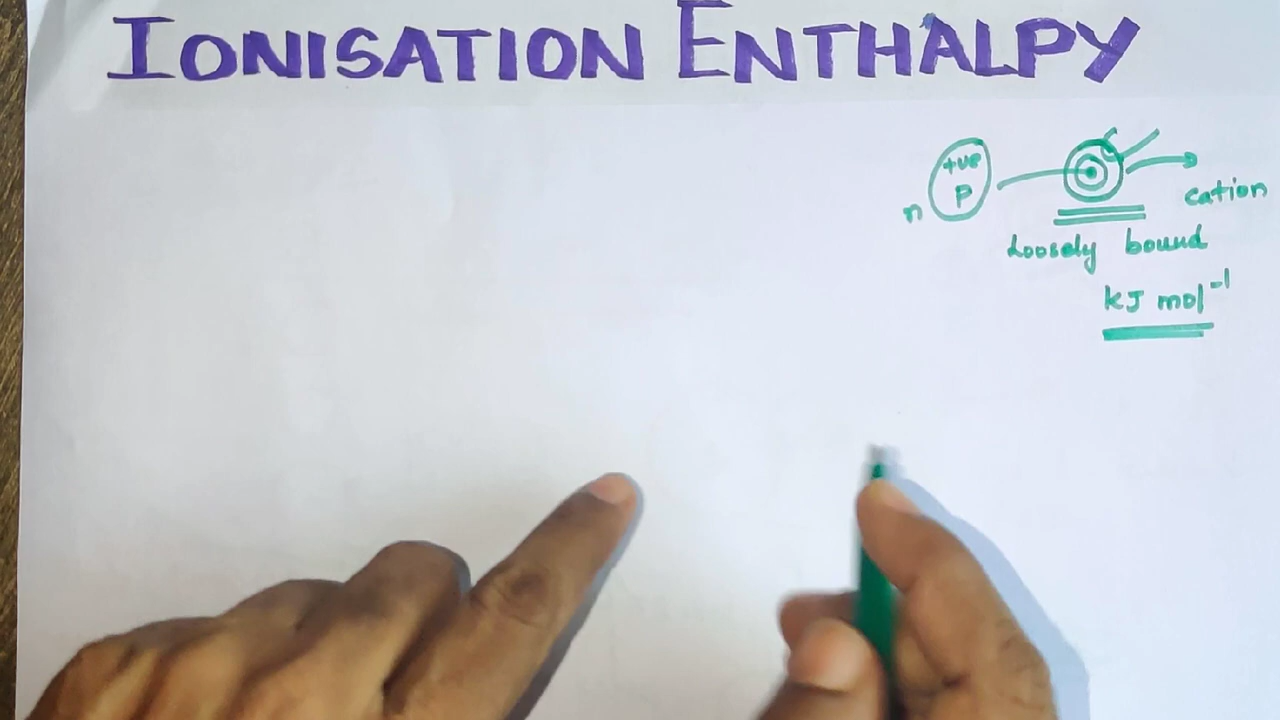 IONISATION ENTHALPY
+ve
P
n
cation
Loosely bound
kJ mol⁻¹